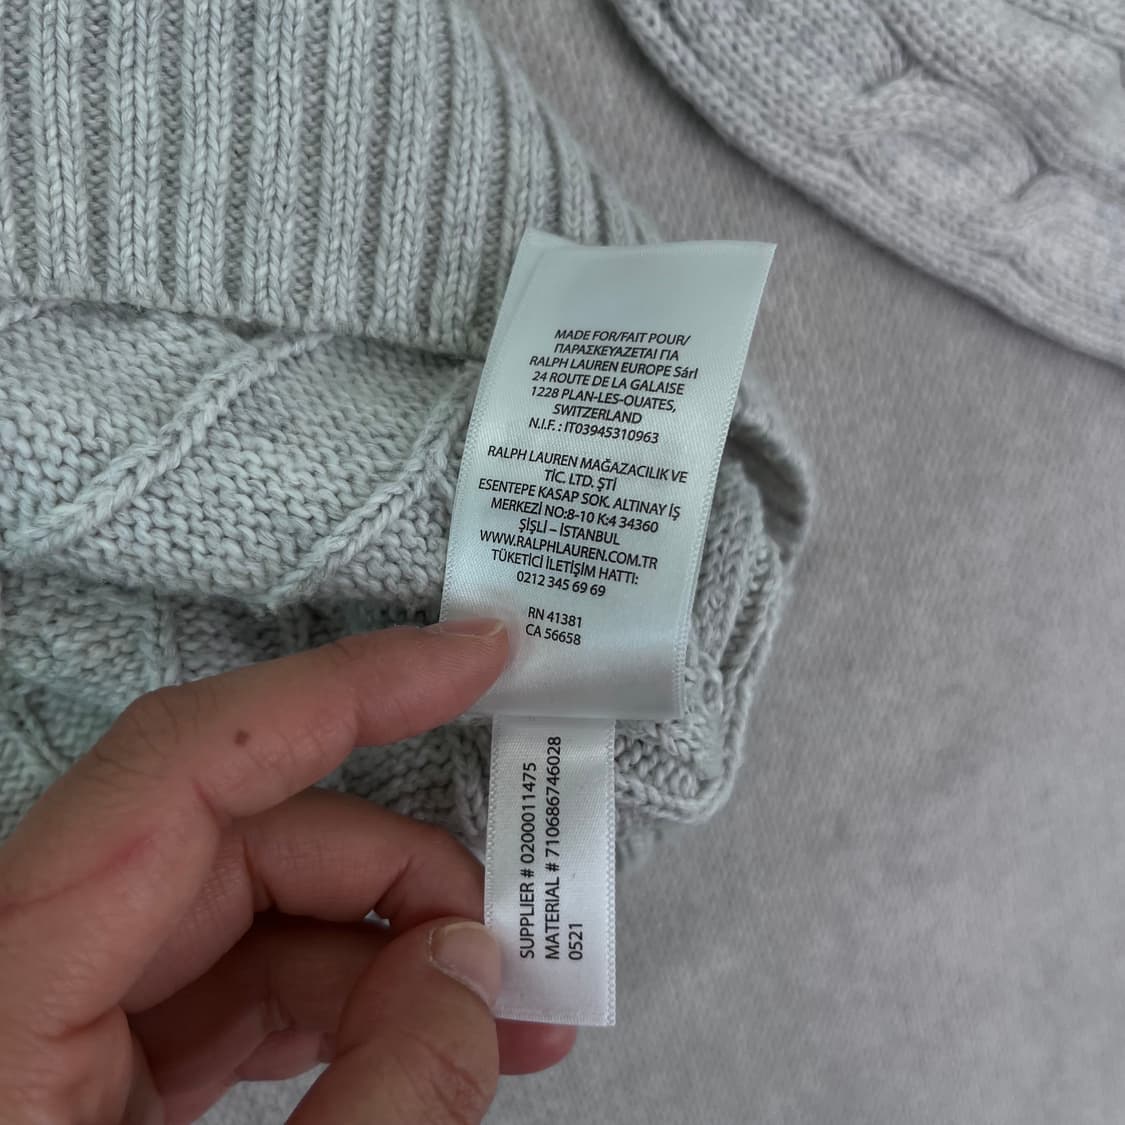 MADE FOR/FAIT POUR/
ΠΑΡΑΣΚΕΥΑΖΕΤΑΙ ΓΙΑ
RALPH LAUREN EUROPE Sárl
24 ROUTE DE LA GALAISE
1228 PLAN-LES-OUATES,
SWITZERLAND
N.I.F. : IT03945310963
RALPH LAUREN MAĞAZACILIK VE
TİC. LTD. ŞTİ
ESENTEPE KASAP SOK. ALTINAY İŞ
MERKEZİ NO:8-10 K:4 34360
ŞİŞLİ – İSTANBUL
WWW.RALPHLAUREN.COM.TR
TÜKETİCİ İLETİŞİM HATTI:
0212 345 69 69
RN 41381
CA 56658
SUPPLIER # 0200011475
MATERIAL # 710686746028
0521